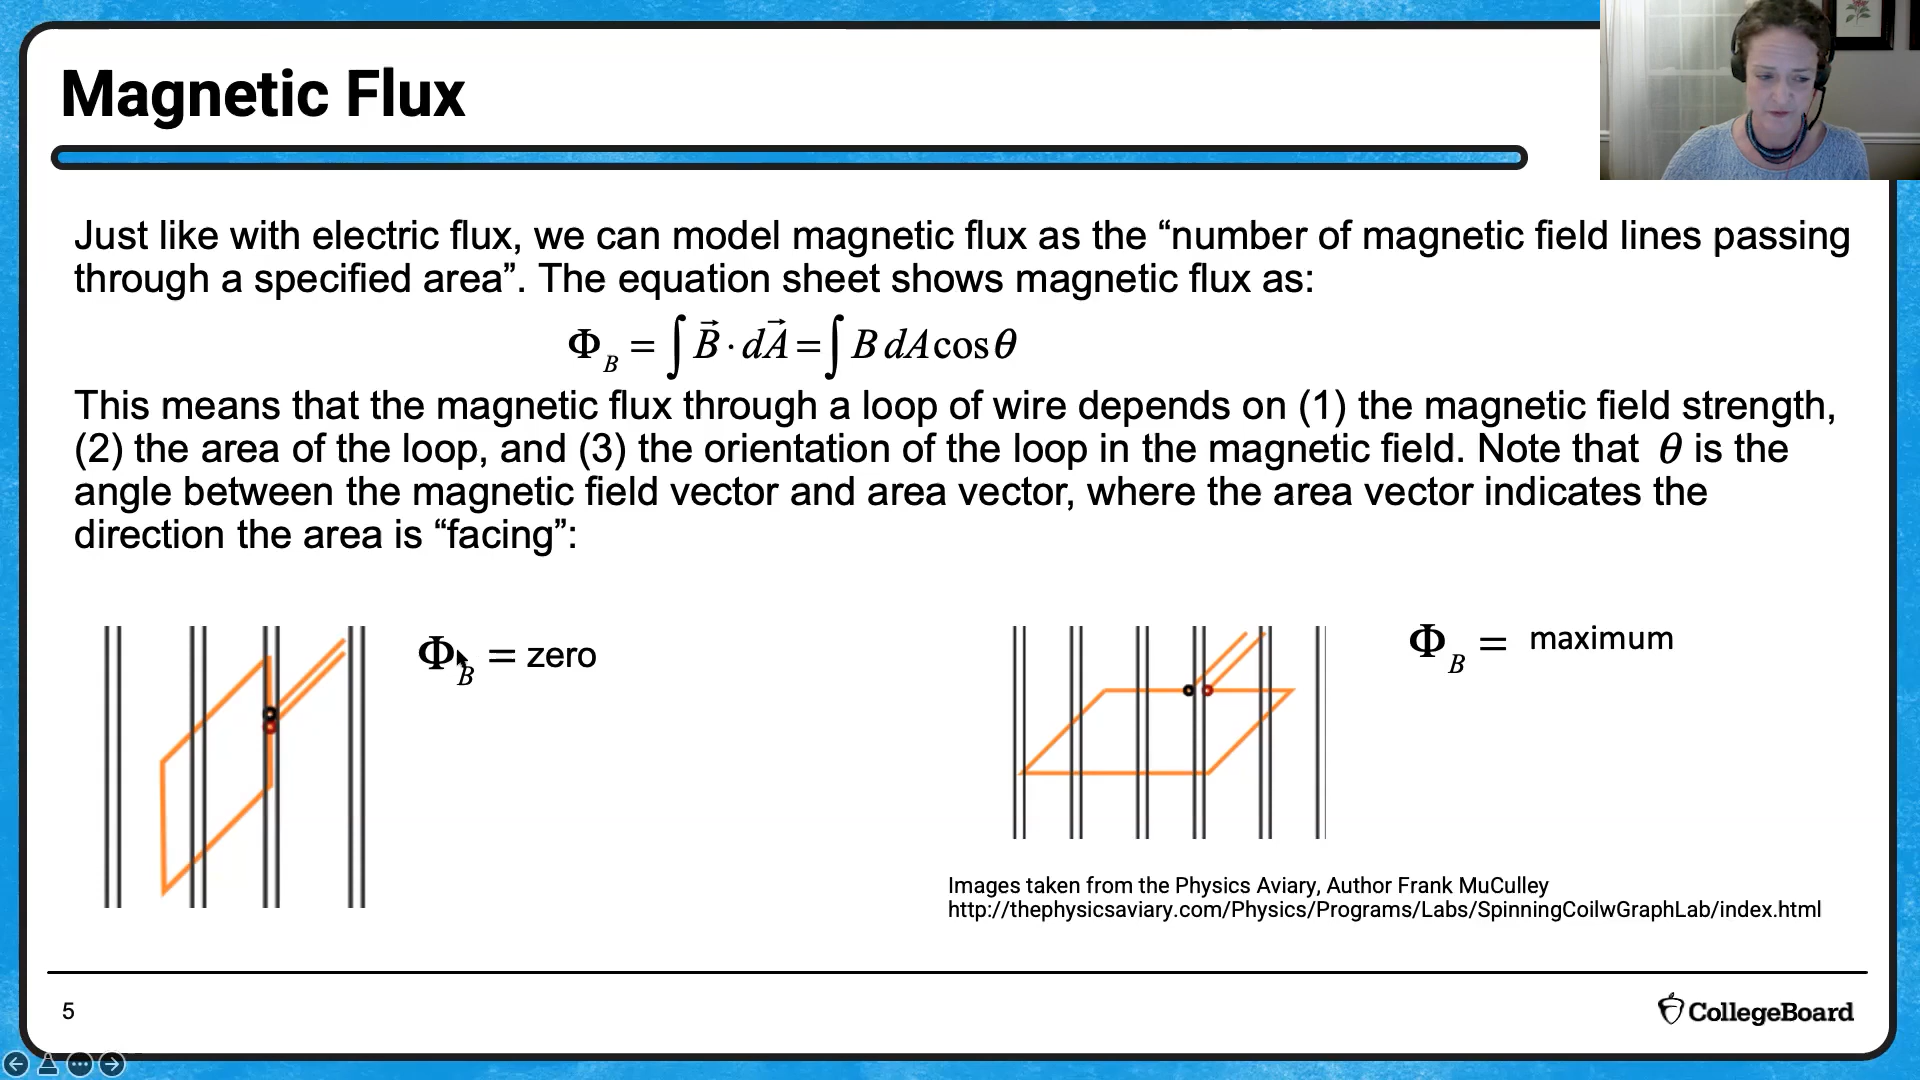 Magnetic Flux
Just like with electric flux, we can model magnetic flux as the “number of magnetic field lines passing
through a specified area”. The equation sheet shows magnetic flux as:
Φ_B = ∫ B⃗ · dA⃗ = ∫ B dA cos θ
This means that the magnetic flux through a loop of wire depends on (1) the magnetic field strength,
(2) the area of the loop, and (3) the orientation of the loop in the magnetic field. Note that θ is the
angle between the magnetic field vector and area vector, where the area vector indicates the
direction the area is “facing”:
Φ_B = zero
Φ_B = maximum
Images taken from the Physics Aviary, Author Frank MuCulley
http://thephysicsaviary.com/Physics/Programs/Labs/SpinningCoilwGraphLab/index.html
5
CollegeBoard